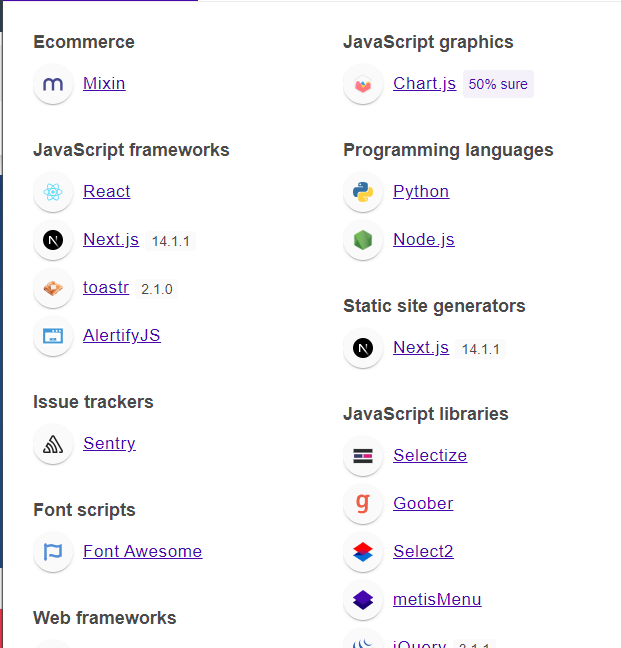 Ecommerce
Mixin
JavaScript frameworks
React
Next.js 14.1.1
toastr 2.1.0
AlertifyJS
Issue trackers
Sentry
Font scripts
Font Awesome
Web frameworks
JavaScript graphics
Chart.js 50% sure
Programming languages
Python
Node.js
Static site generators
Next.js 14.1.1
JavaScript libraries
Selectize
Goober
Select2
metisMenu
jQuery